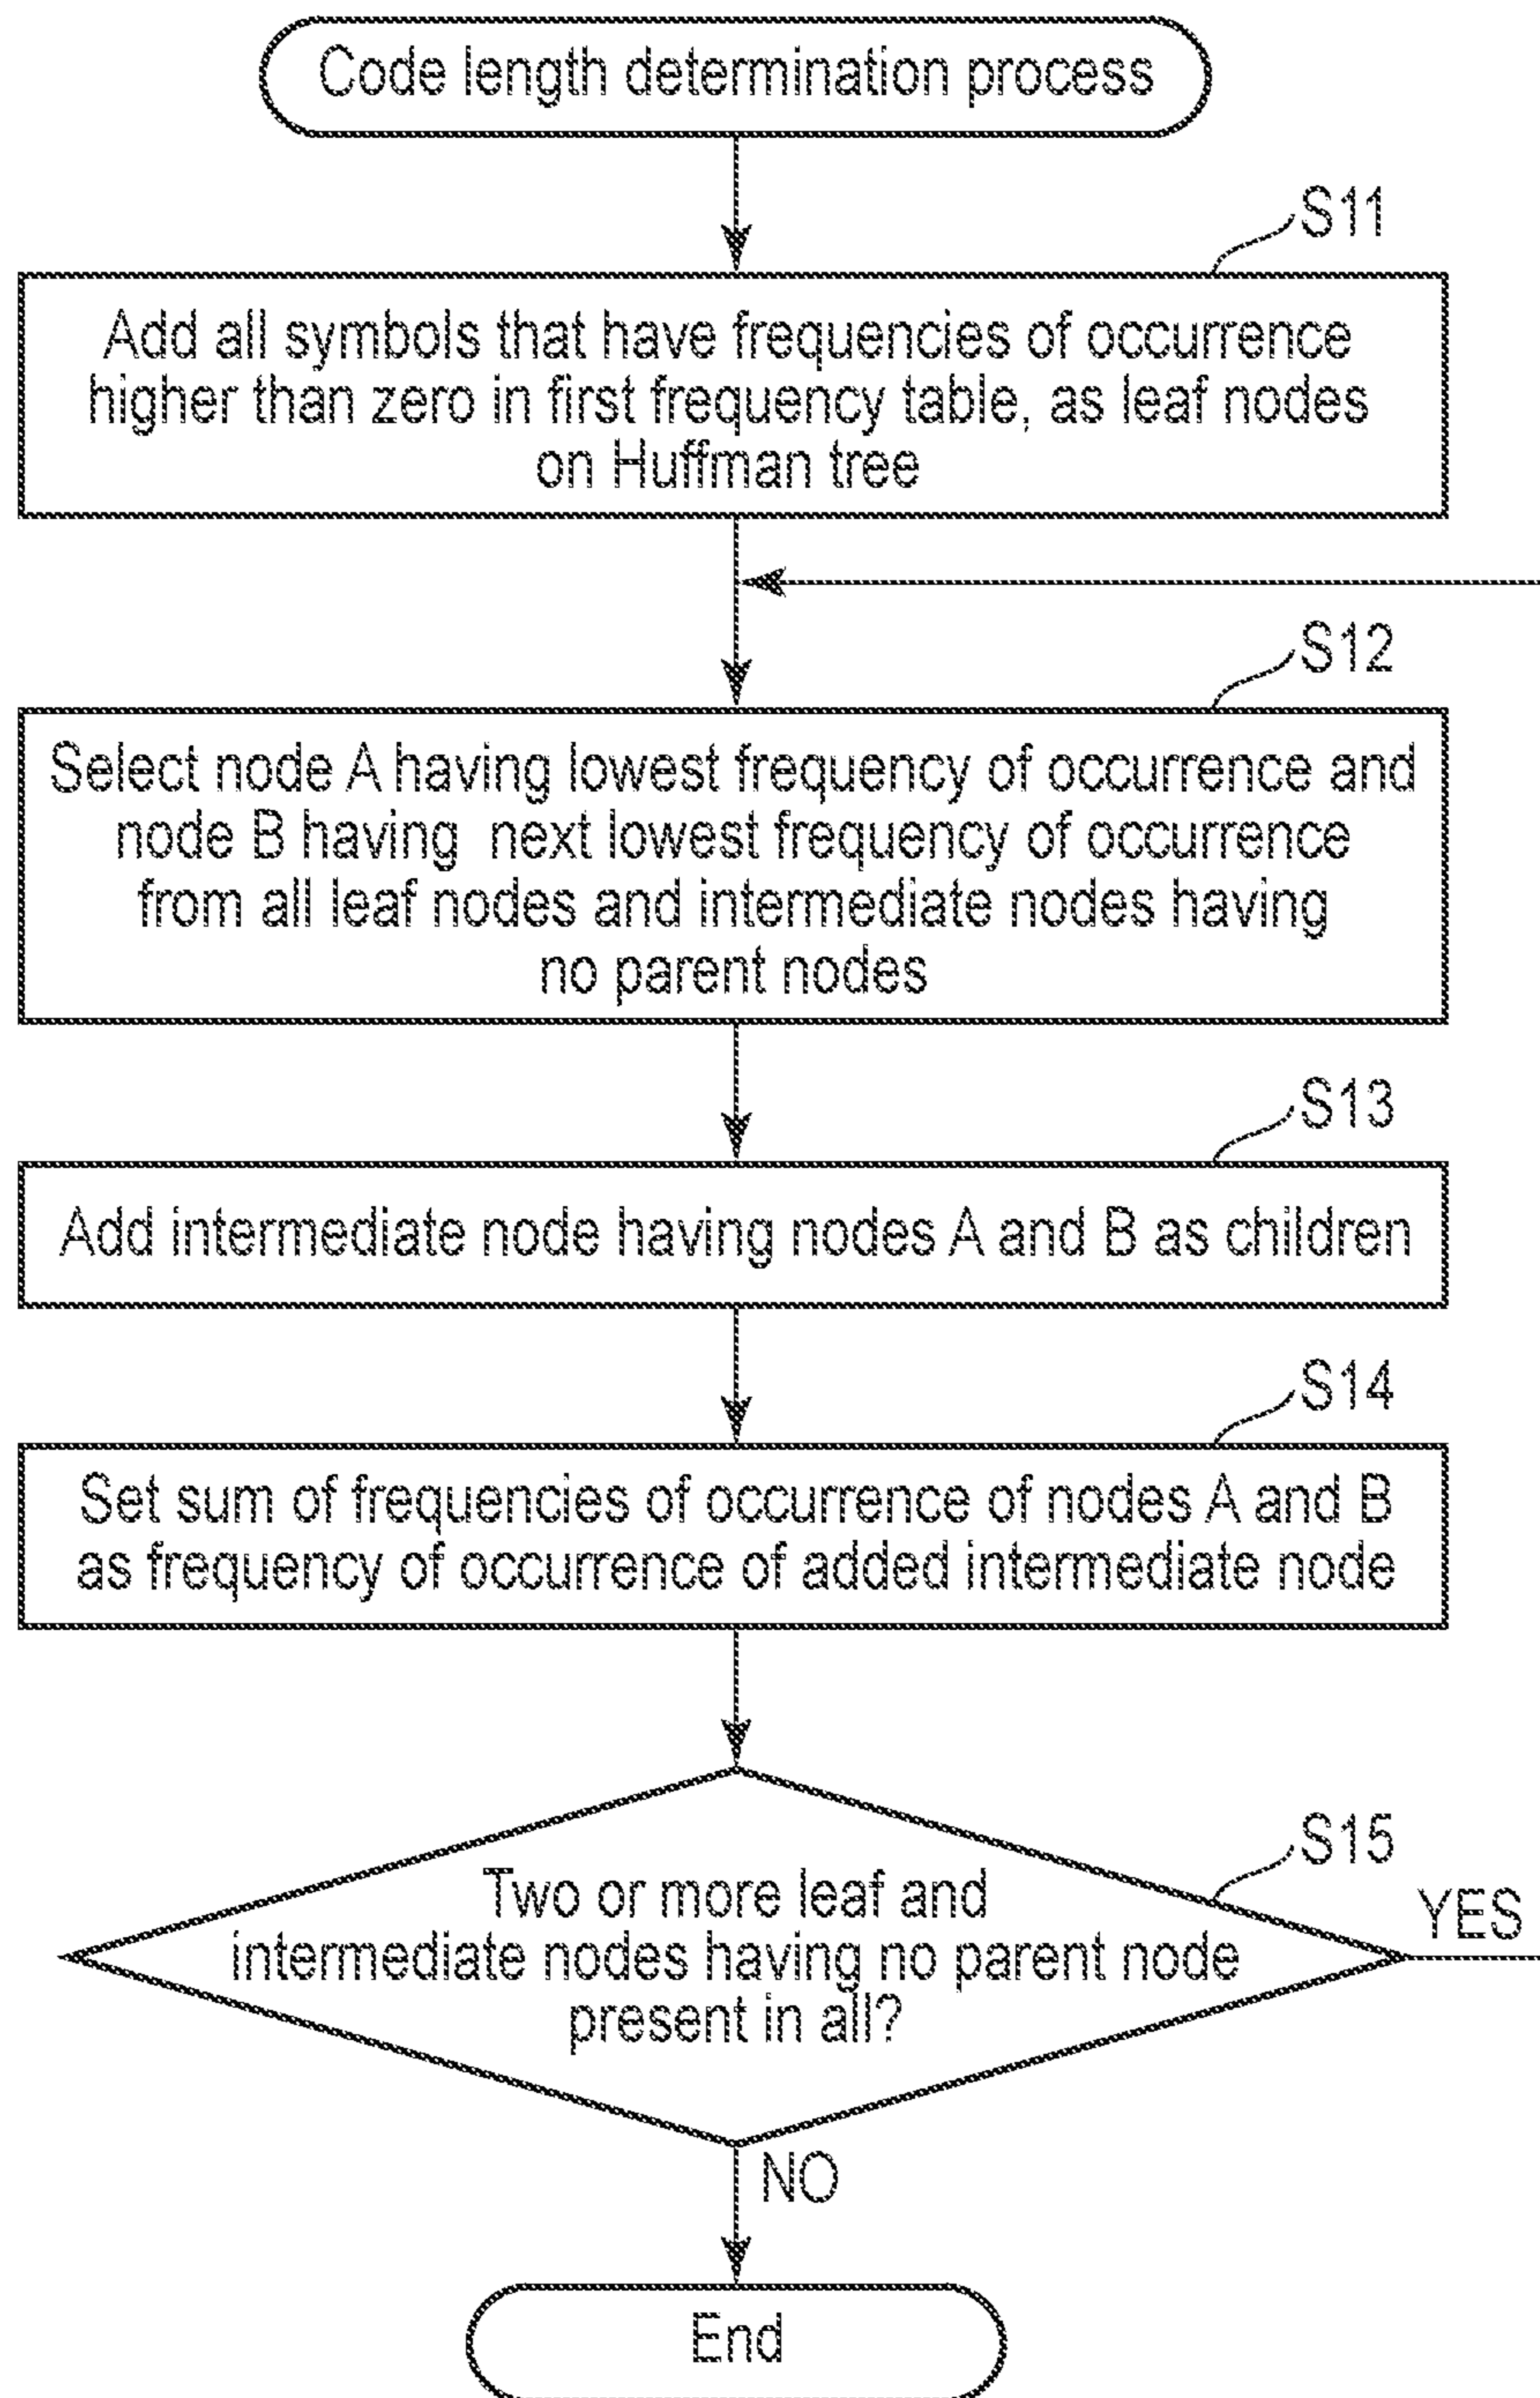 Code length determination process
S11
Add all symbols that have frequencies of occurrence
higher than zero in first frequency table, as leaf nodes
on Huffman tree
S12
Select node A having lowest frequency of occurrence and
node B having next lowest frequency of occurrence
from all leaf nodes and intermediate nodes having
no parent nodes
S13
Add intermediate node having nodes A and B as children
S14
Set sum of frequencies of occurrence of nodes A and B
as frequency of occurrence of added intermediate node
S15
Two or more leaf and
intermediate nodes having no parent node
present in all?
YES
NO
End